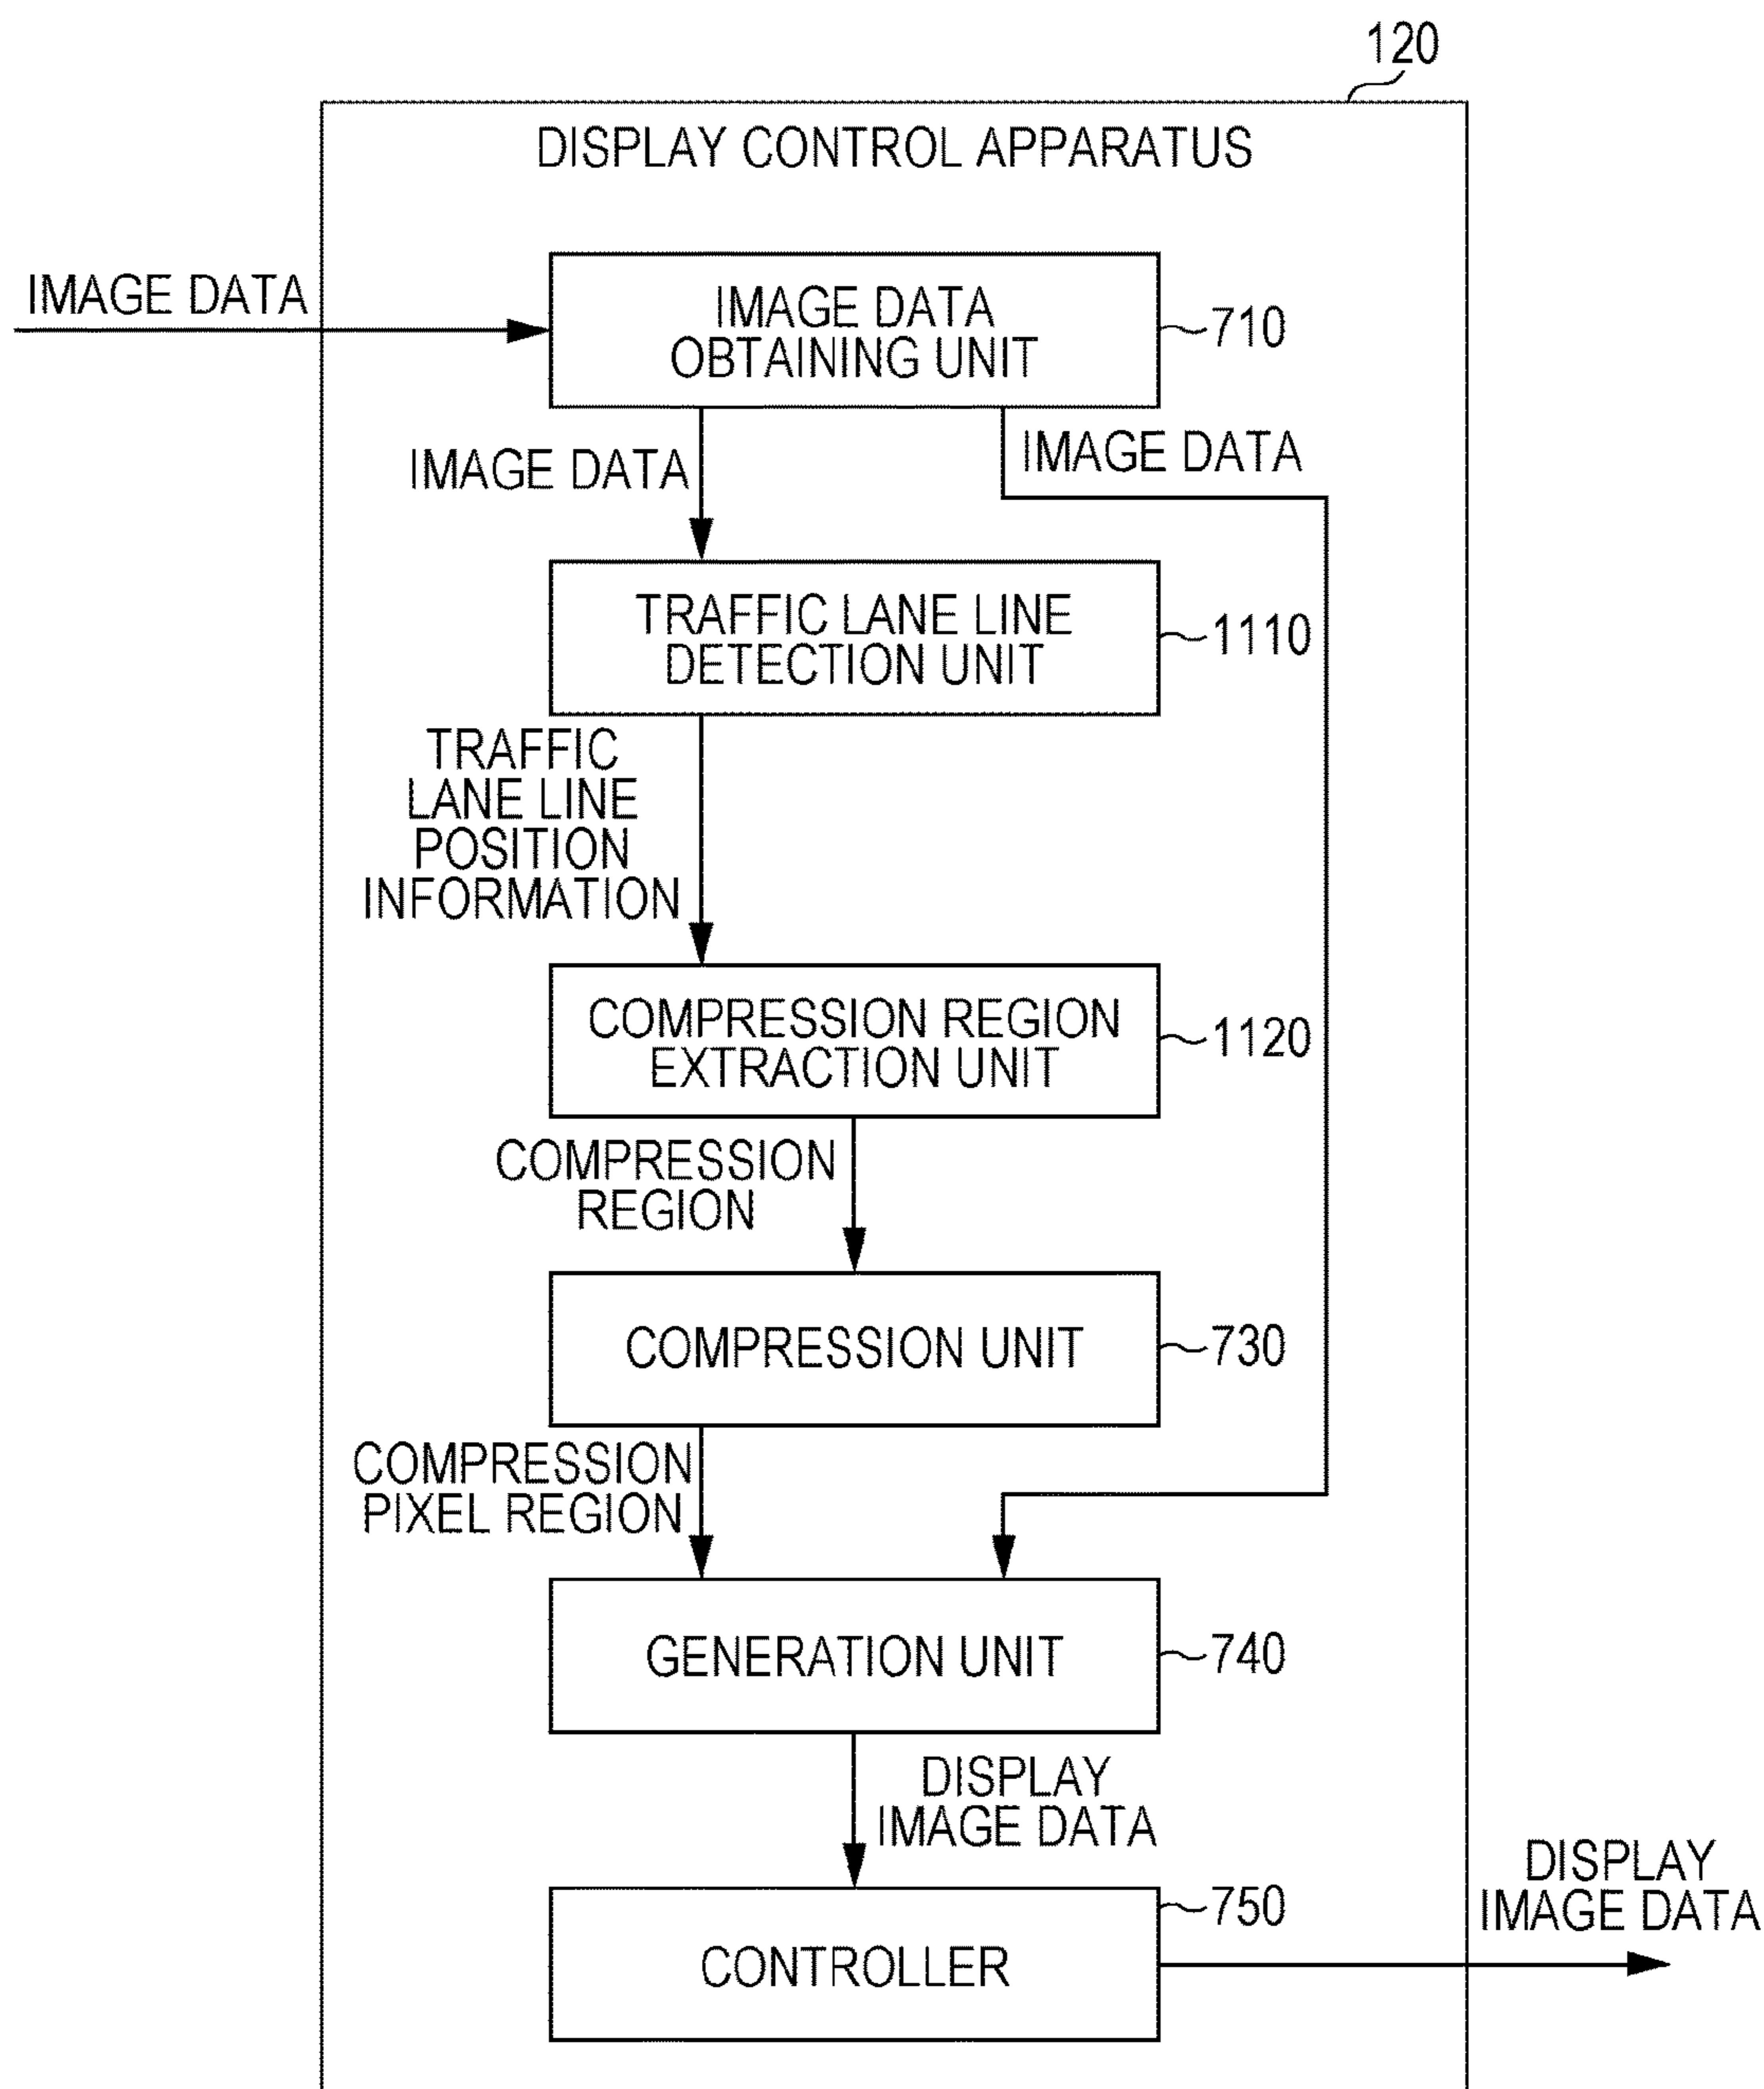 120
DISPLAY CONTROL APPARATUS
IMAGE DATA
IMAGE DATA
OBTAINING UNIT
710
IMAGE DATA
IMAGE DATA
TRAFFIC LANE LINE
DETECTION UNIT
1110
TRAFFIC
LANE LINE
POSITION
INFORMATION
COMPRESSION REGION
EXTRACTION UNIT
1120
COMPRESSION
REGION
COMPRESSION UNIT
730
COMPRESSION
PIXEL REGION
GENERATION UNIT
740
DISPLAY
IMAGE DATA
CONTROLLER
750
DISPLAY
IMAGE DATA